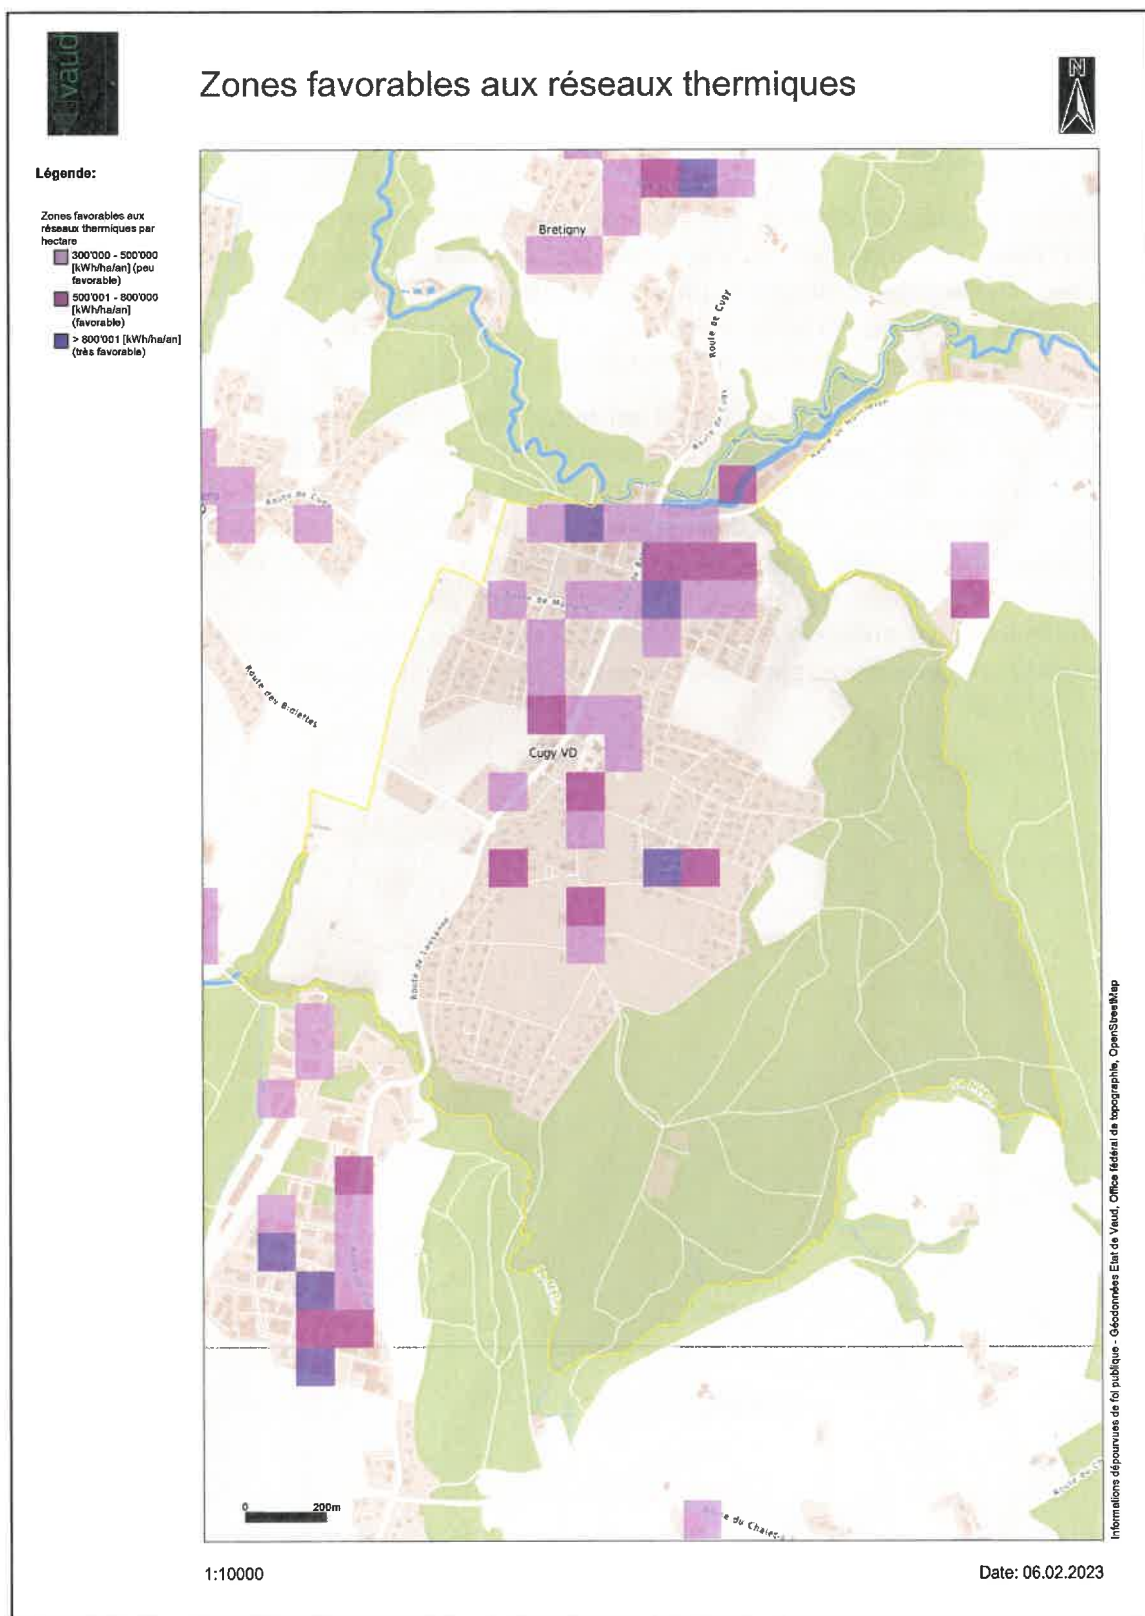 vaud
Zones favorables aux réseaux thermiques
N
Légende:
Zones favorables aux
réseaux thermiques par
hectare
300'000 - 500'000
[kWh/ha/an] (peu
favorable)
500'001 - 800'000
[kWh/ha/an]
(favorable)
> 800'001 [kWh/ha/an]
(très favorable)
Bretigny
Route de Cugy
Route de Cugy
Route de Cugy
Route des Biolettes
Cugy VD
Route de Lausanne
0 200m
du Chalet-
1:10000
Date: 06.02.2023
Informations dépourvues de foi publique - Géodonnées Etat de Vaud, Office fédéral de topographie, OpenStreetMap